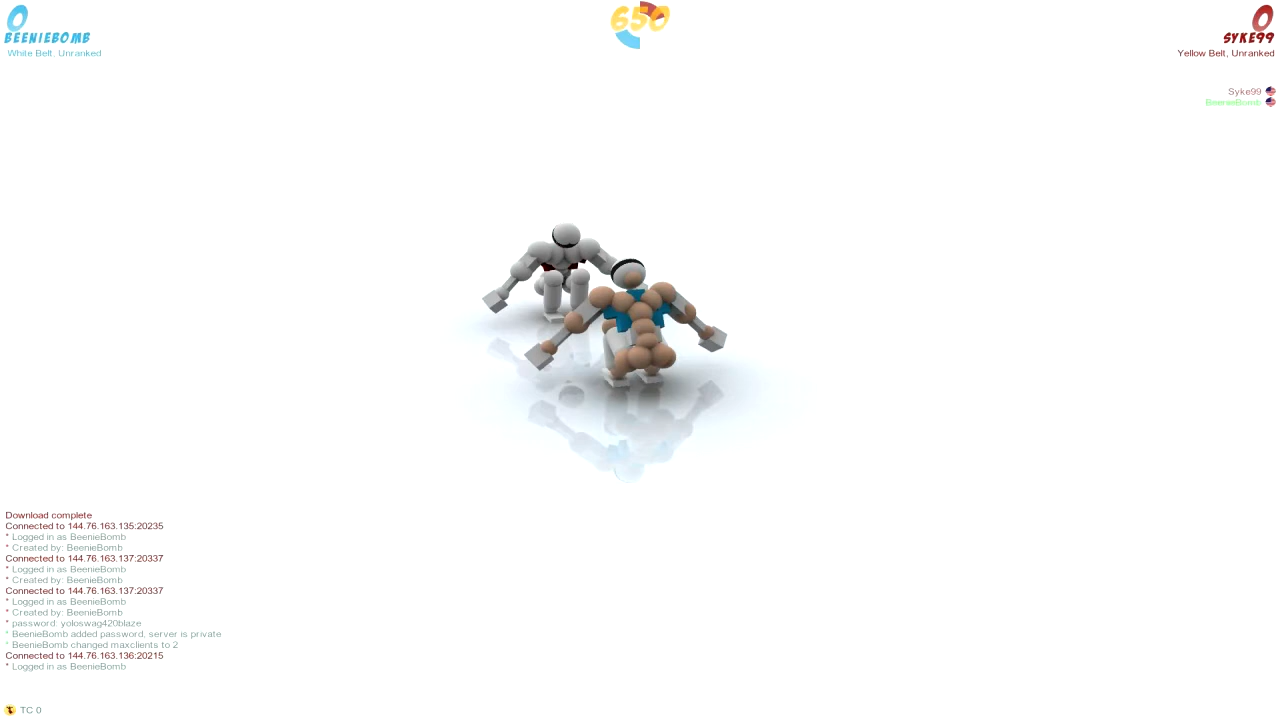 0
BEENIEBOMB
White Belt, Unranked
650
0
SYKE99
Yellow Belt, Unranked
Syke99
BeenieBomb
Download complete
Connected to 144.76.163.135:20235
* Logged in as BeenieBomb
* Created by: BeenieBomb
Connected to 144.76.163.137:20337
* Logged in as BeenieBomb
* Created by: BeenieBomb
Connected to 144.76.163.137:20337
* Logged in as BeenieBomb
* Created by: BeenieBomb
* password: yoloswag420blaze
* BeenieBomb added password, server is private
* BeenieBomb changed maxclients to 2
Connected to 144.76.163.136:20215
* Logged in as BeenieBomb
TC 0